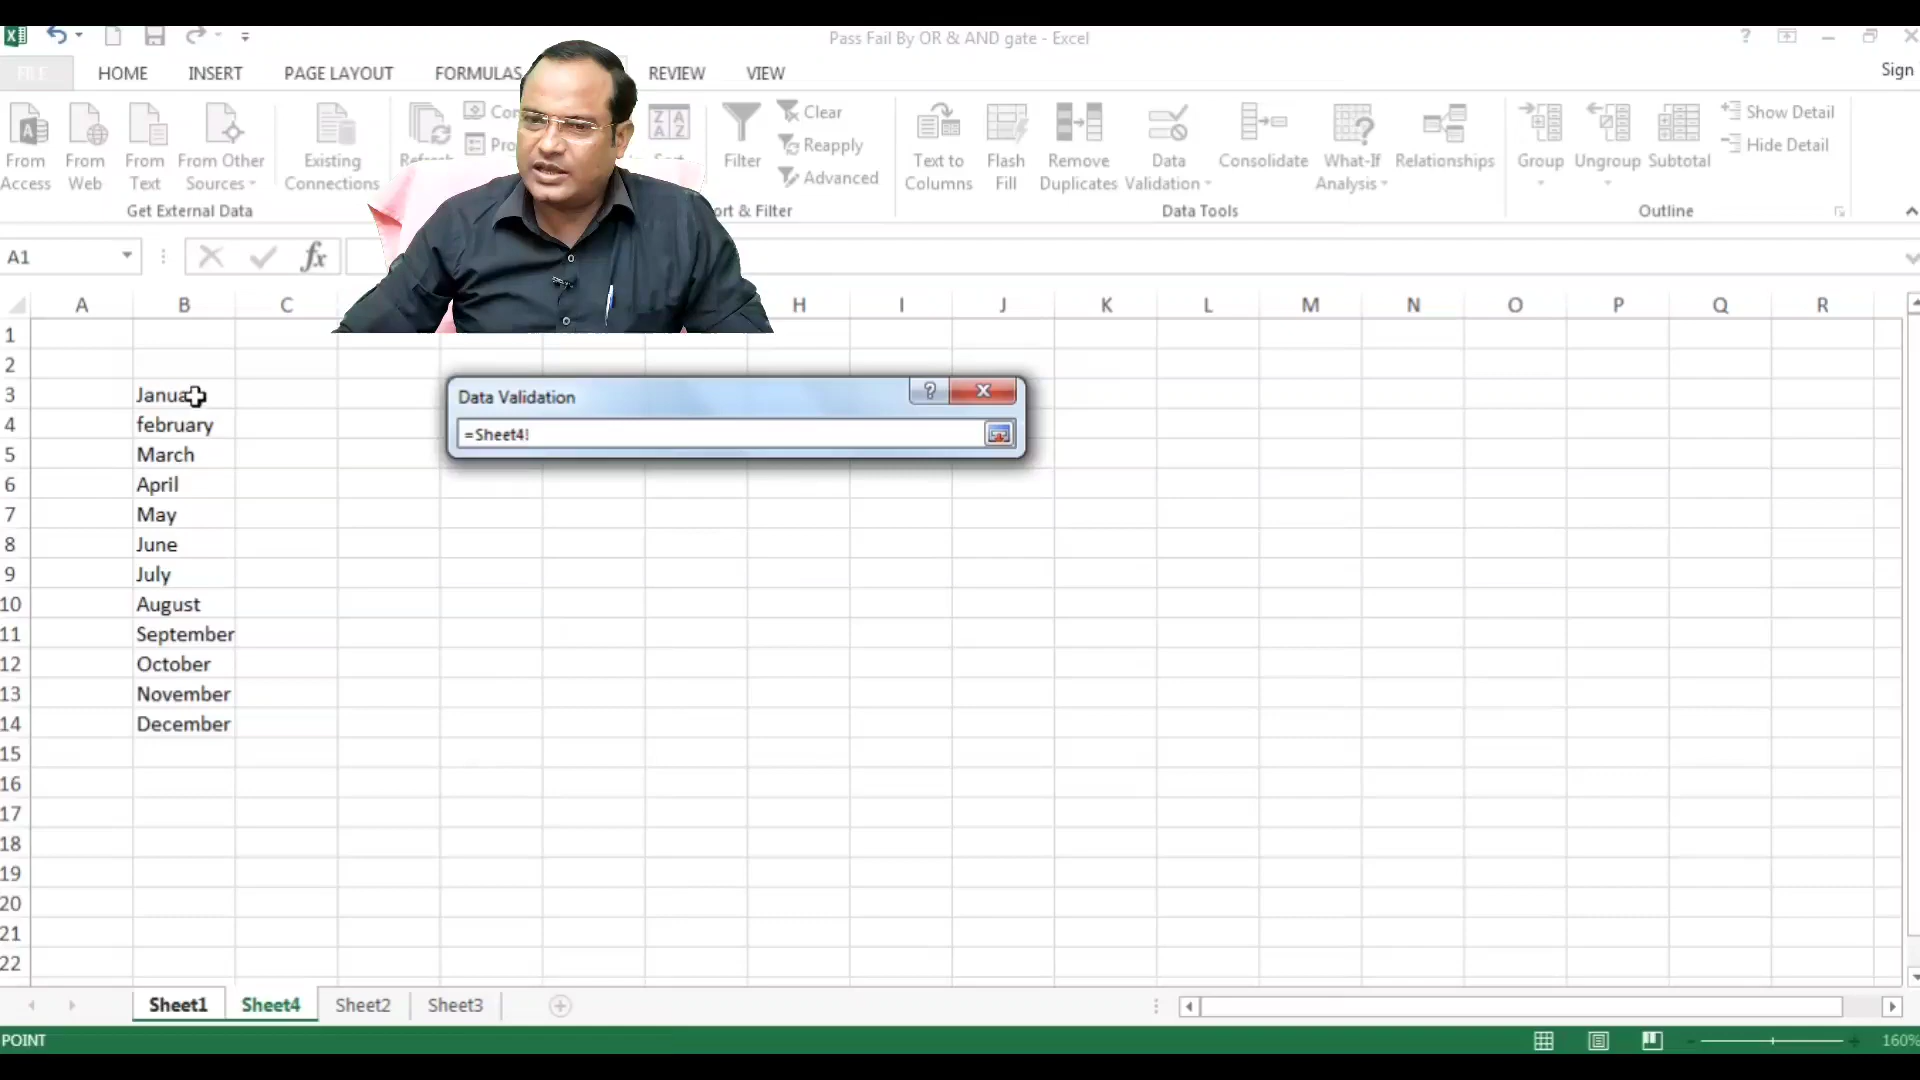 Pass Fail By OR & AND gate - Excel
FILE HOME INSERT PAGE LAYOUT FORMULAS REVIEW VIEW Sign
From Access
From Web
From Text
From Other Sources
Existing Connections
Filter
Clear
Reapply
Advanced
Text to Columns
Flash Fill
Remove Duplicates
Data Validation
Consolidate
What-If Analysis
Relationships
Group
Ungroup
Subtotal
Show Detail
Hide Detail
Get External Data
Data Tools
Outline
A1
fx
A B C H I J K L M N O P Q R
1
2
3
4 february
5 March
6 April
7 May
8 June
9 July
10 August
11 September
12 October
13 November
14 December
15
16
17
18
19
20
21
22
Data Validation
=Sheet4!
Sheet1 Sheet4 Sheet2 Sheet3
POINT
160%